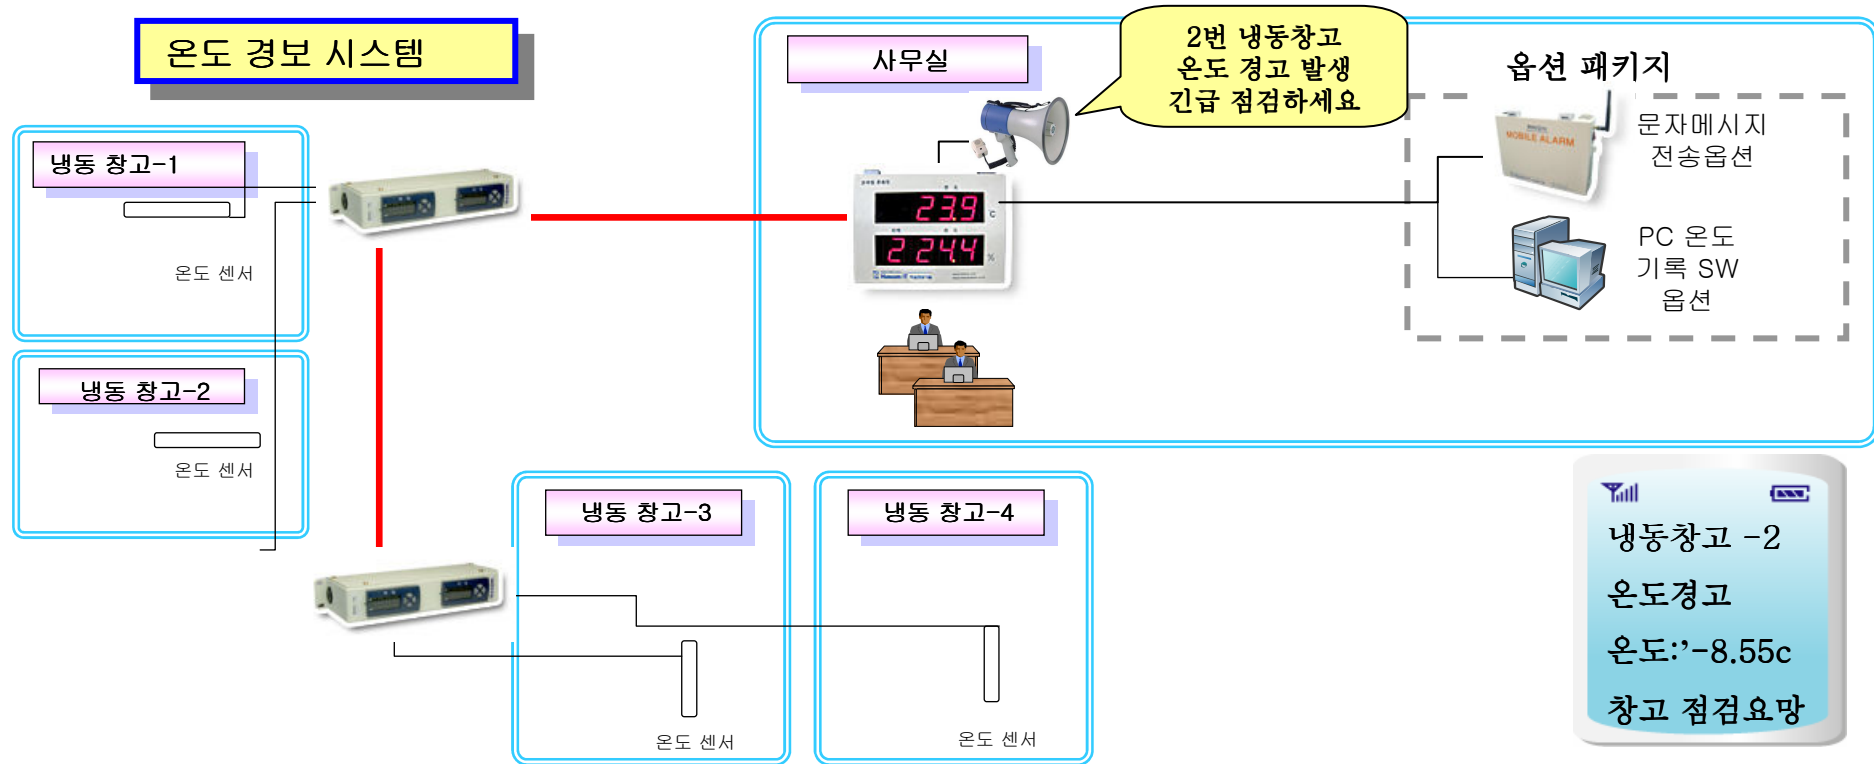 온도 경보 시스템
사무실
2번 냉동창고
온도 경고 발생
긴급 점검하세요
옵션 패키지
MOBILE ALARM
문자메시지
전송옵션
PC 온도
기록 SW
옵션
냉동 창고-1
온도 센서
냉동 창고-2
온도 센서
23.9 C
2 24.4 %
냉동 창고-3
온도 센서
냉동 창고-4
온도 센서
냉동창고 -2
온도경고
온도:’-8.55c
창고 점검요망